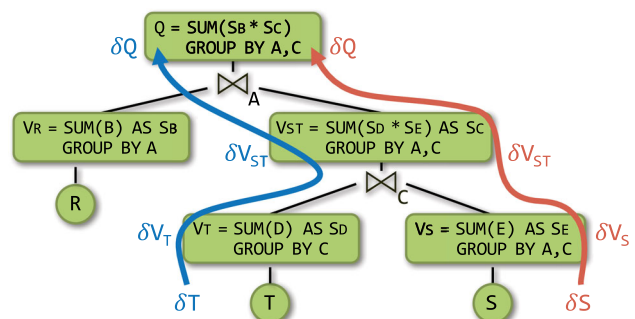 Q = SUM(SB * SC)
GROUP BY A,C
δQ
δQ
⋈A
VR = SUM(B) AS SB
GROUP BY A
VST = SUM(SD * SE) AS SC
GROUP BY A,C
δVST
δVST
R
⋈C
VT = SUM(D) AS SD
GROUP BY C
VS = SUM(E) AS SE
GROUP BY A,C
δVT
δVS
δT
T
S
δS